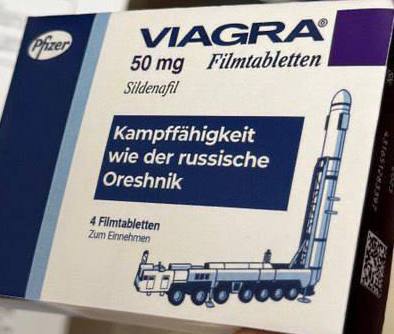 Pfizer
VIAGRA®
50 mg Filmtabletten
Sildenafil
Kampffähigkeit
wie der russische
Oreshnik
4 Filmtabletten
Zum Einnehmen